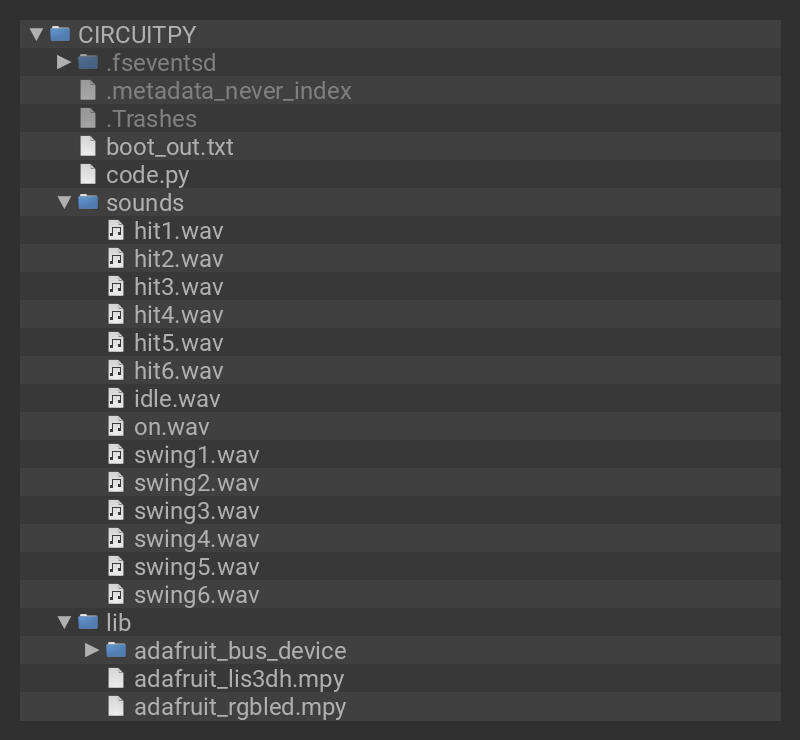 CIRCUITPY
.fseventsd
.metadata_never_index
.Trashes
boot_out.txt
code.py
sounds
hit1.wav
hit2.wav
hit3.wav
hit4.wav
hit5.wav
hit6.wav
idle.wav
on.wav
swing1.wav
swing2.wav
swing3.wav
swing4.wav
swing5.wav
swing6.wav
lib
adafruit_bus_device
adafruit_lis3dh.mpy
adafruit_rgbled.mpy